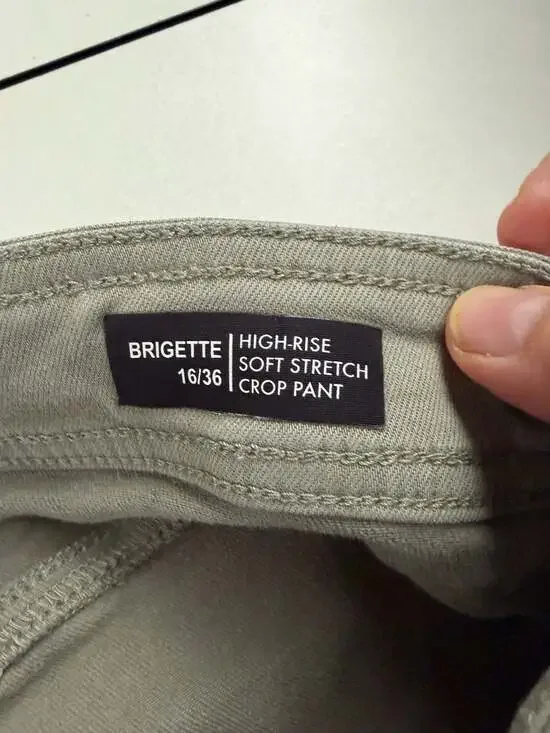 BRIGETTE
16/36
HIGH-RISE
SOFT STRETCH
CROP PANT